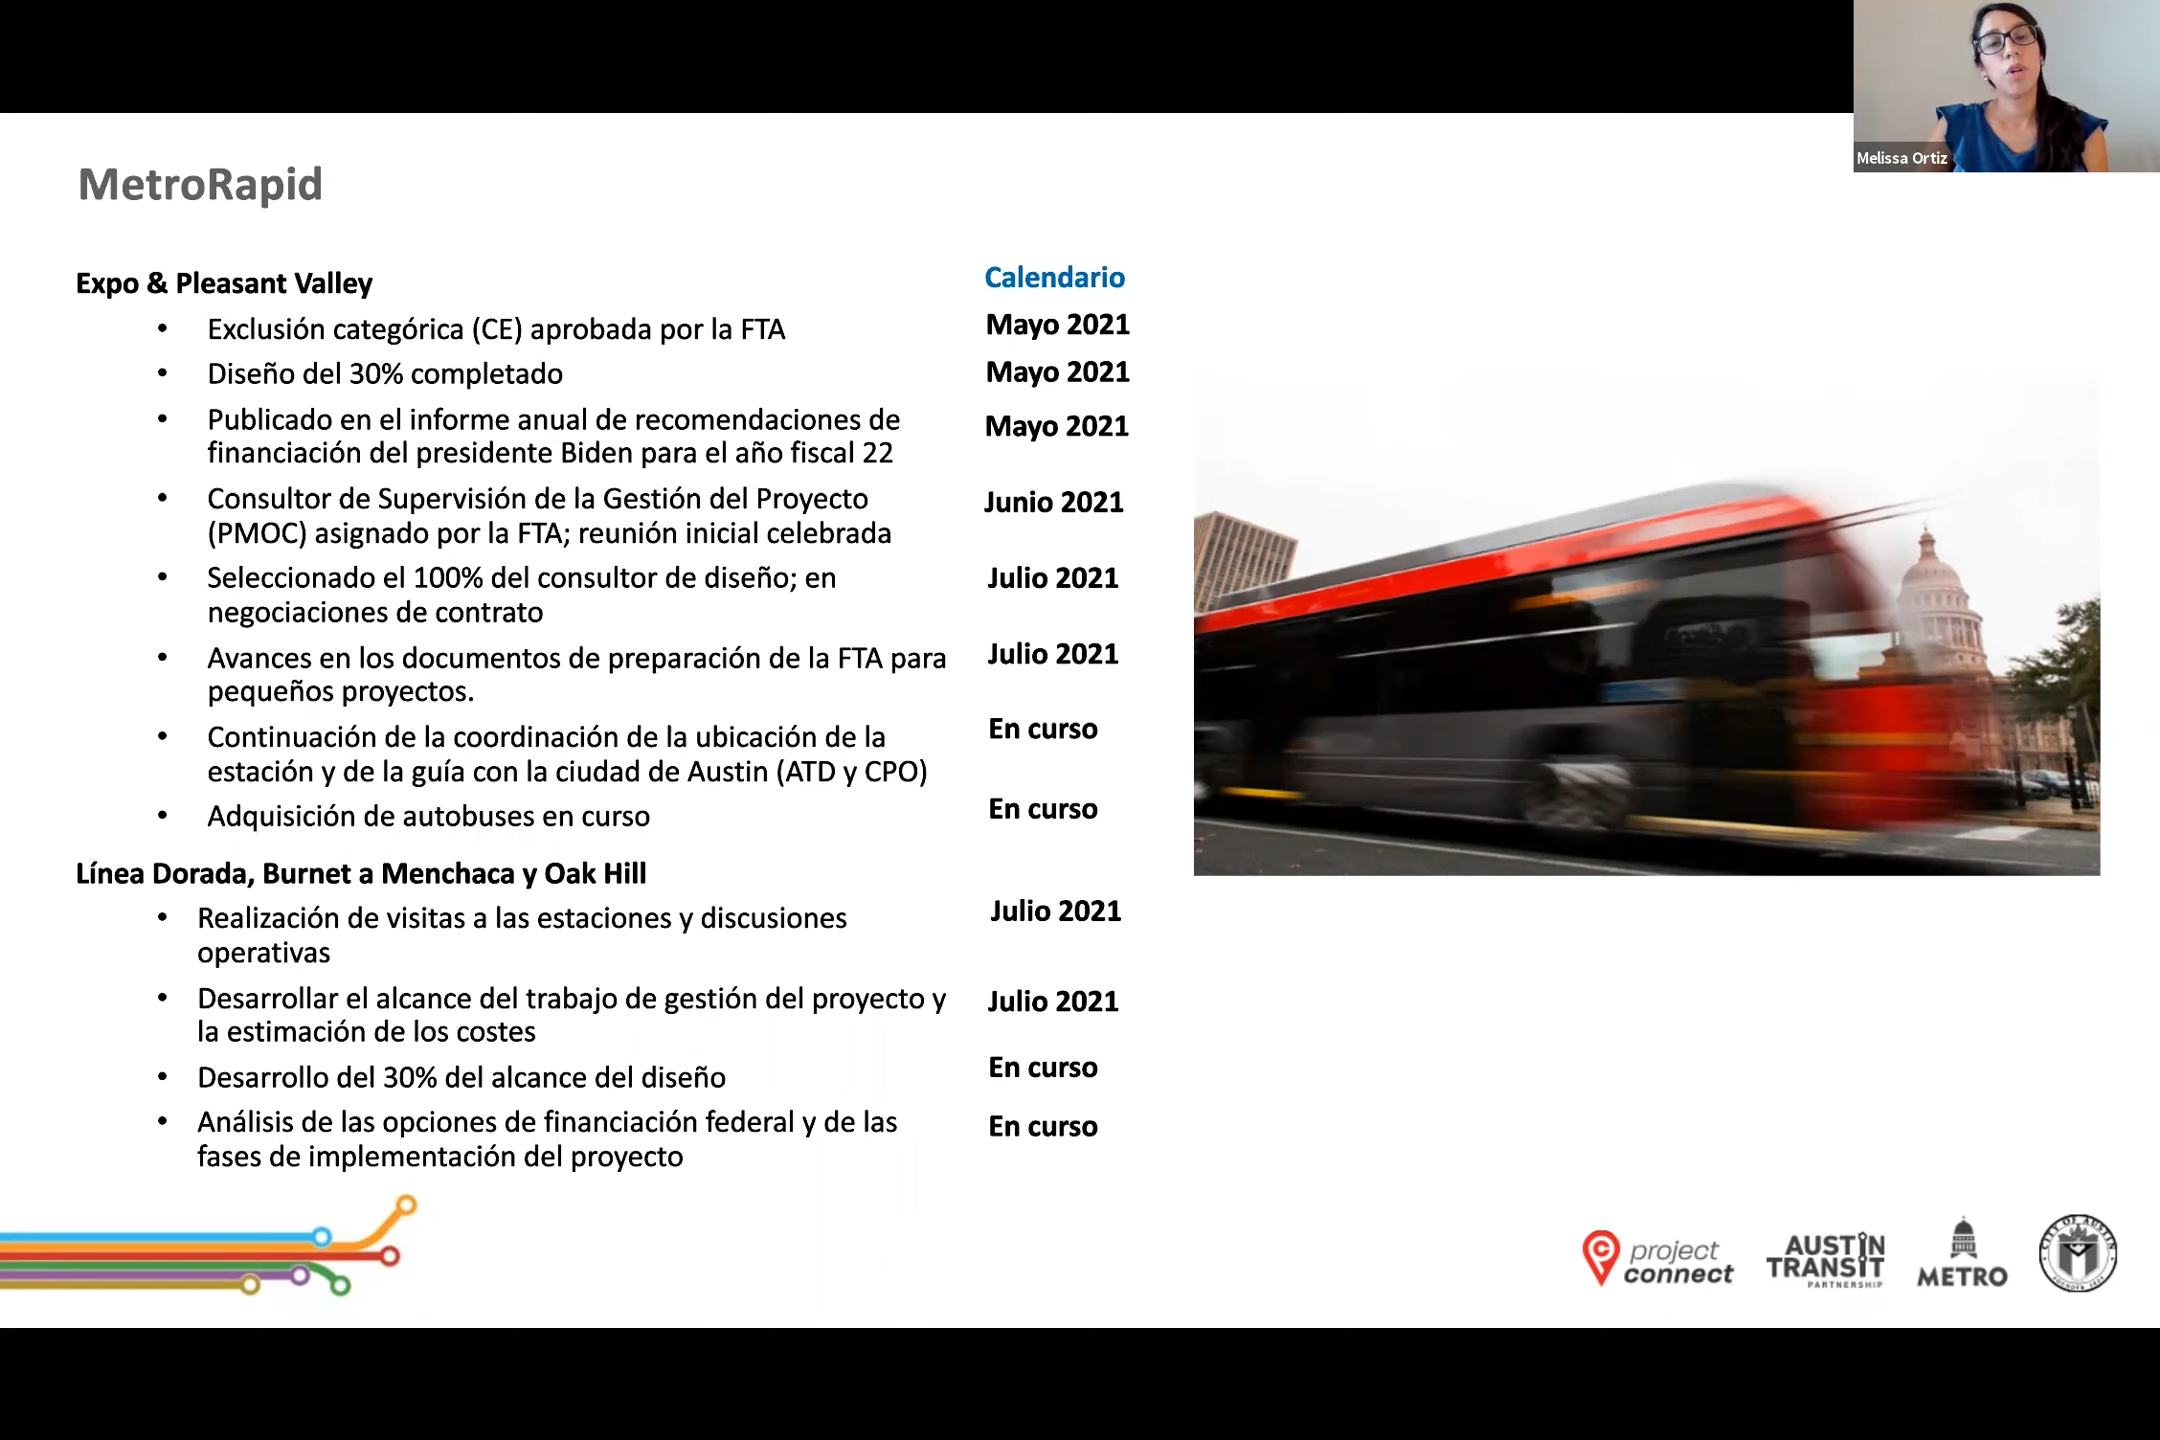 Melissa Ortiz
MetroRapid
Calendario
Expo & Pleasant Valley
• Exclusión categórica (CE) aprobada por la FTA
Mayo 2021
• Diseño del 30% completado
Mayo 2021
• Publicado en el informe anual de recomendaciones de
financiación del presidente Biden para el año fiscal 22
Mayo 2021
• Consultor de Supervisión de la Gestión del Proyecto
(PMOC) asignado por la FTA; reunión inicial celebrada
Junio 2021
• Seleccionado el 100% del consultor de diseño; en
negociaciones de contrato
Julio 2021
• Avances en los documentos de preparación de la FTA para
pequeños proyectos.
Julio 2021
• Continuación de la coordinación de la ubicación de la
estación y de la guía con la ciudad de Austin (ATD y CPO)
En curso
• Adquisición de autobuses en curso
En curso
Línea Dorada, Burnet a Menchaca y Oak Hill
• Realización de visitas a las estaciones y discusiones
operativas
Julio 2021
• Desarrollar el alcance del trabajo de gestión del proyecto y
la estimación de los costes
Julio 2021
• Desarrollo del 30% del alcance del diseño
En curso
• Análisis de las opciones de financiación federal y de las
fases de implementación del proyecto
En curso
project
connect
AUSTIN
TRANSIT
PARTNERSHIP
METRO
CITY OF AUSTIN